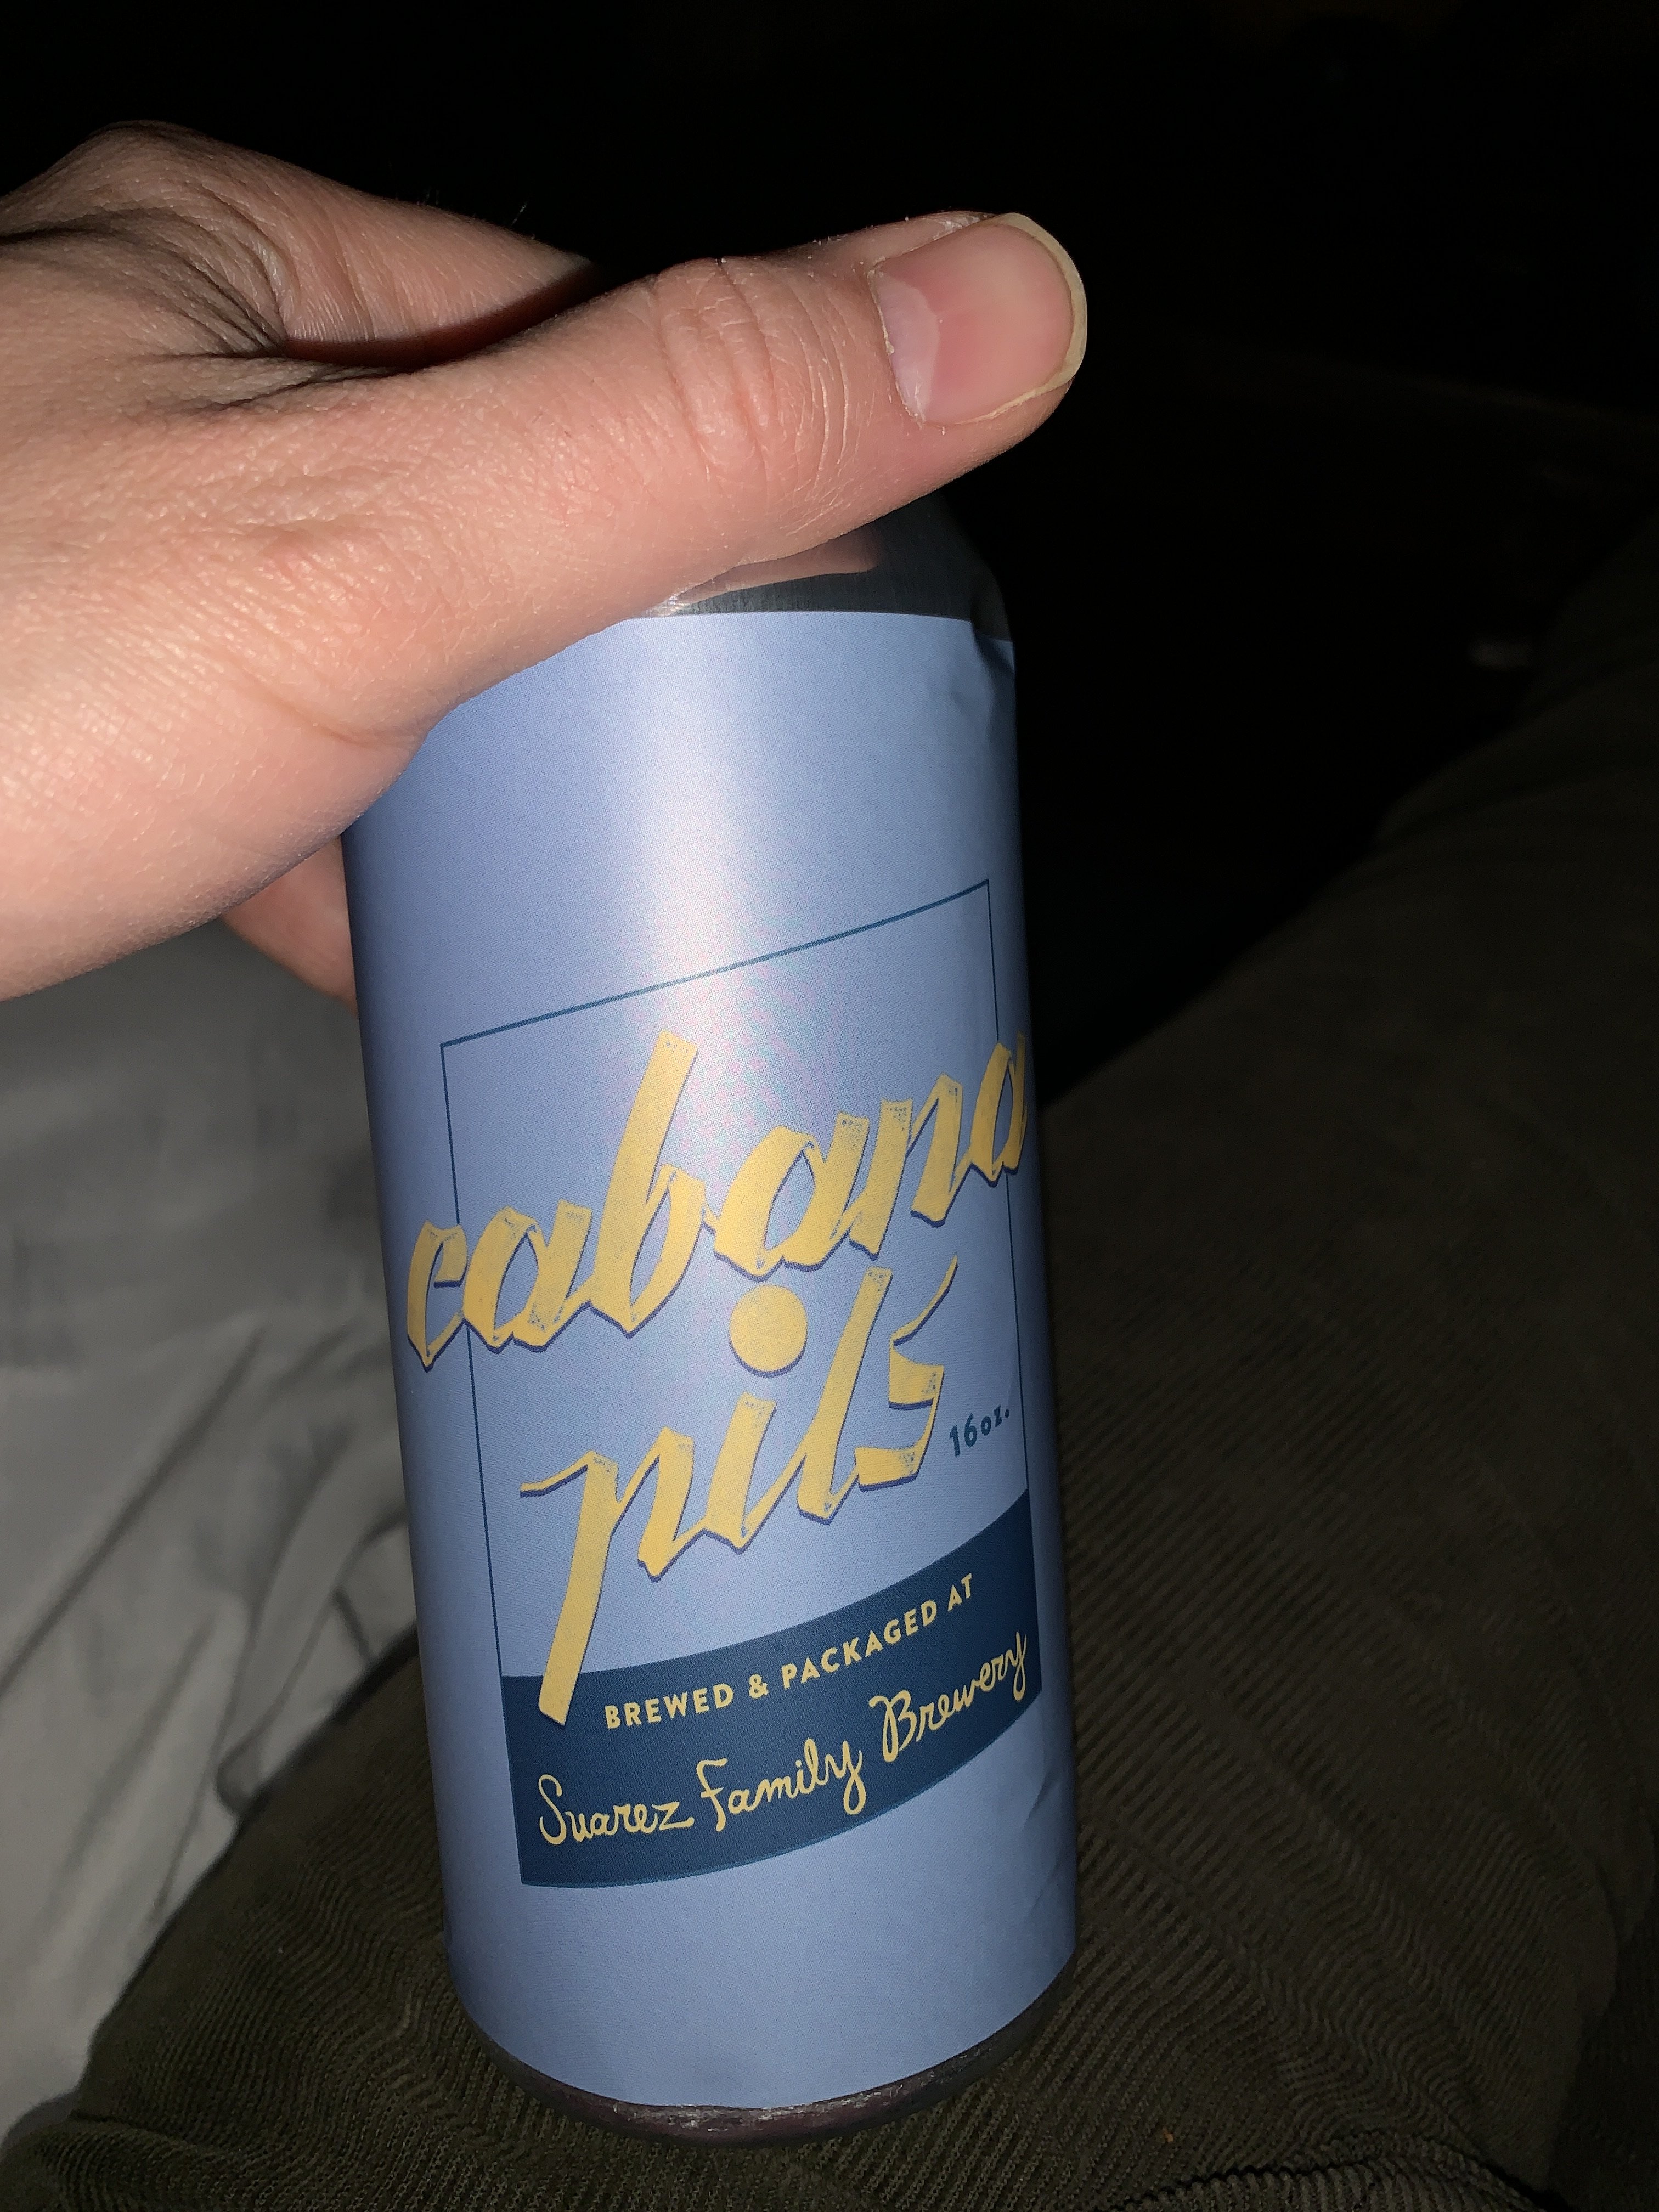 cabana
pils
16oz.
BREWED & PACKAGED AT
Suarez Family Brewery